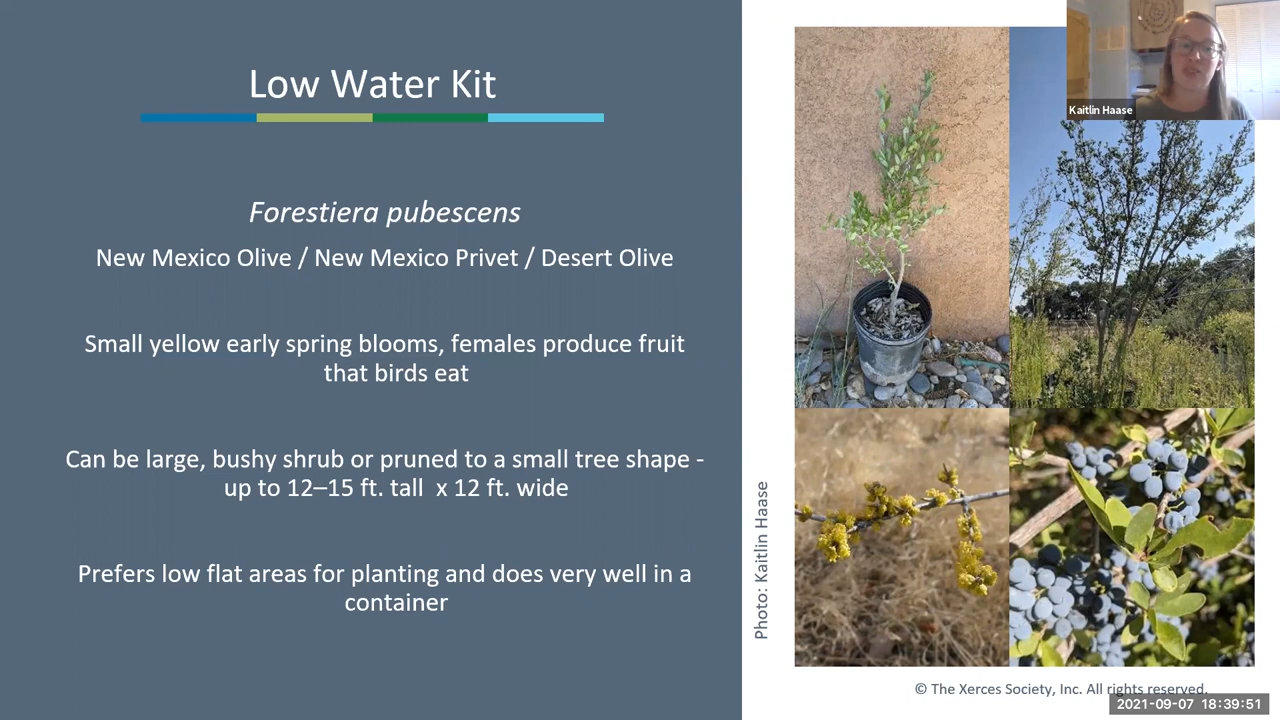 Low Water Kit
Forestiera pubescens
New Mexico Olive / New Mexico Privet / Desert Olive
Small yellow early spring blooms, females produce fruit
that birds eat
Can be large, bushy shrub or pruned to a small tree shape -
up to 12–15 ft. tall x 12 ft. wide
Prefers low flat areas for planting and does very well in a
container
Photo: Kaitlin Haase
Kaitlin Haase
© The Xerces Society, Inc. All rights reserved.
2021-09-07 18:39:51